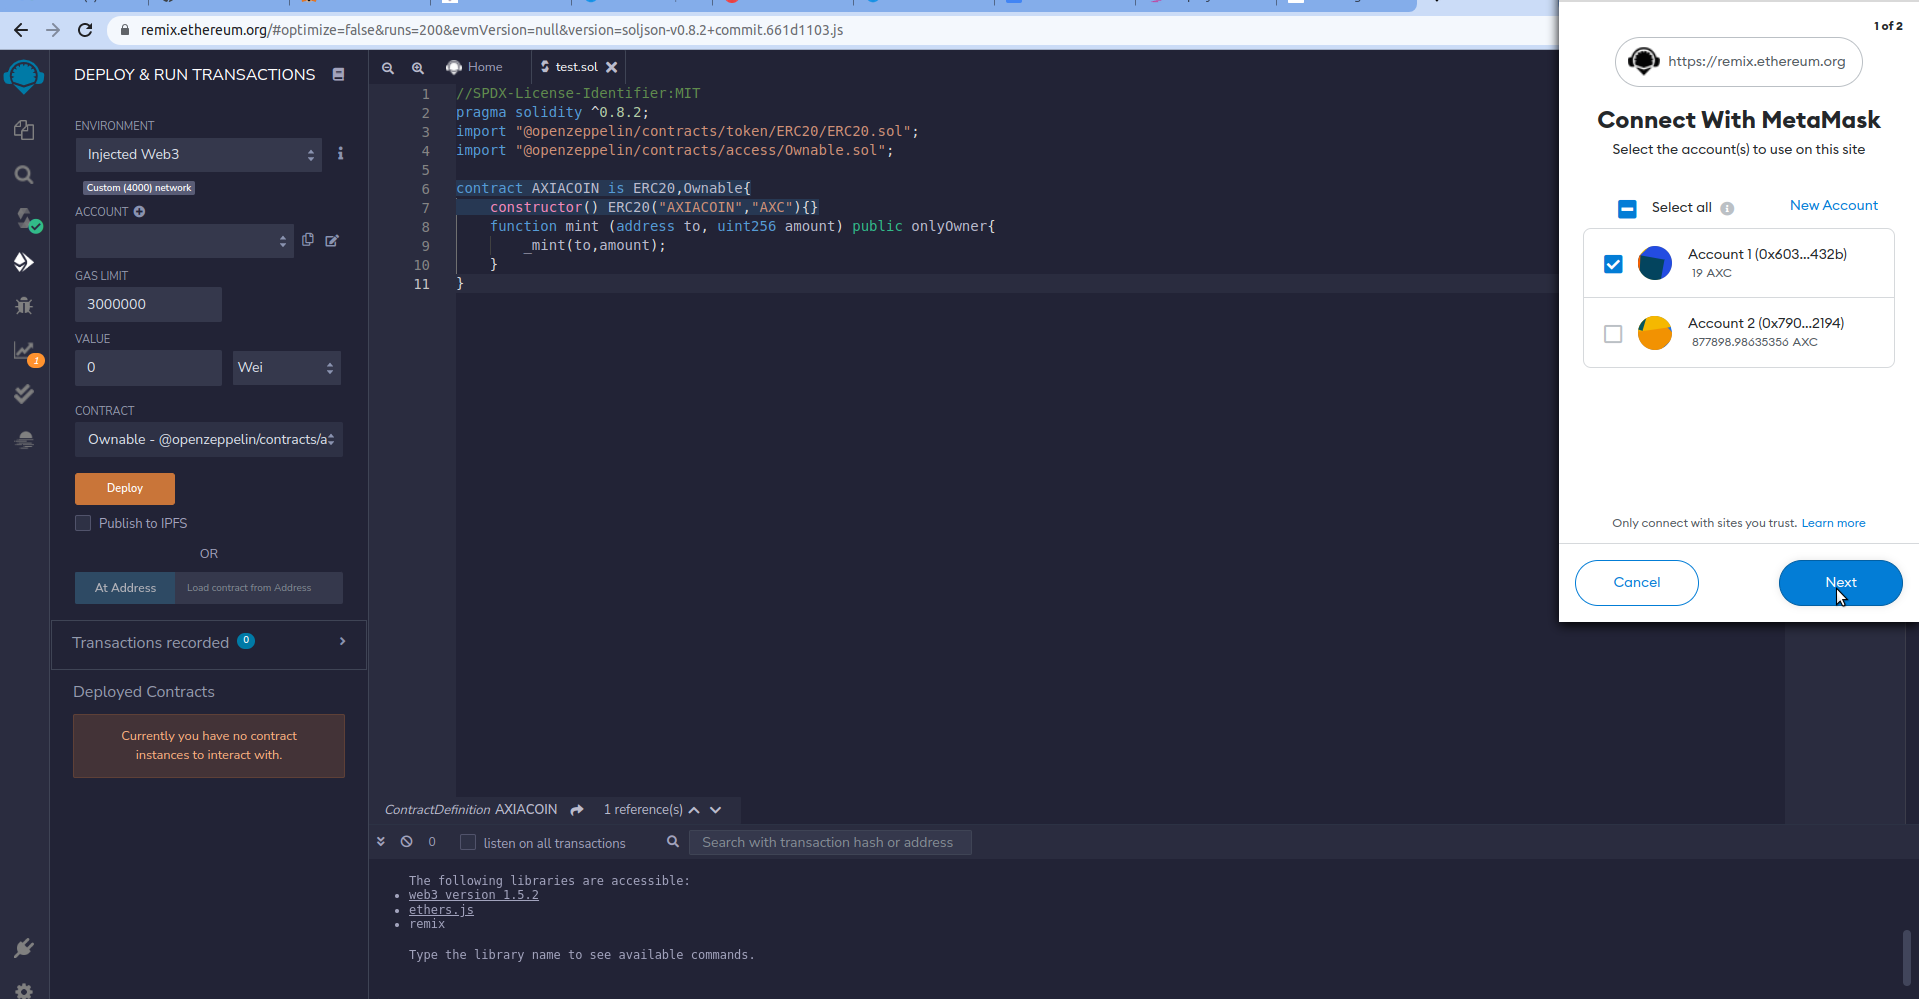 remix.ethereum.org/#optimize=false&runs=200&evmVersion=null&version=soljson-v0.8.2+commit.661d1103.js
DEPLOY & RUN TRANSACTIONS
ENVIRONMENT
Injected Web3
Custom (4000) network
ACCOUNT
GAS LIMIT
3000000
VALUE
0
Wei
CONTRACT
Ownable - @openzeppelin/contracts/a
Deploy
Publish to IPFS
OR
At Address
Load contract from Address
Transactions recorded 0
Deployed Contracts
Currently you have no contract
instances to interact with.
1
Home
test.sol
1 //SPDX-License-Identifier:MIT
2 pragma solidity ^0.8.2;
3 import "@openzeppelin/contracts/token/ERC20/ERC20.sol";
4 import "@openzeppelin/contracts/access/Ownable.sol";
5
6 contract AXIACOIN is ERC20,Ownable{
7 constructor() ERC20("AXIACOIN","AXC"){}
8 function mint (address to, uint256 amount) public onlyOwner{
9 _mint(to,amount);
10 }
11 }
ContractDefinition AXIACOIN 1 reference(s)
0 listen on all transactions Search with transaction hash or address
The following libraries are accessible:
• web3 version 1.5.2
• ethers.js
• remix
Type the library name to see available commands.
1 of 2
https://remix.ethereum.org
Connect With MetaMask
Select the account(s) to use on this site
Select all New Account
Account 1 (0x603...432b)
19 AXC
Account 2 (0x790...2194)
877898.98635356 AXC
Only connect with sites you trust. Learn more
Cancel Next